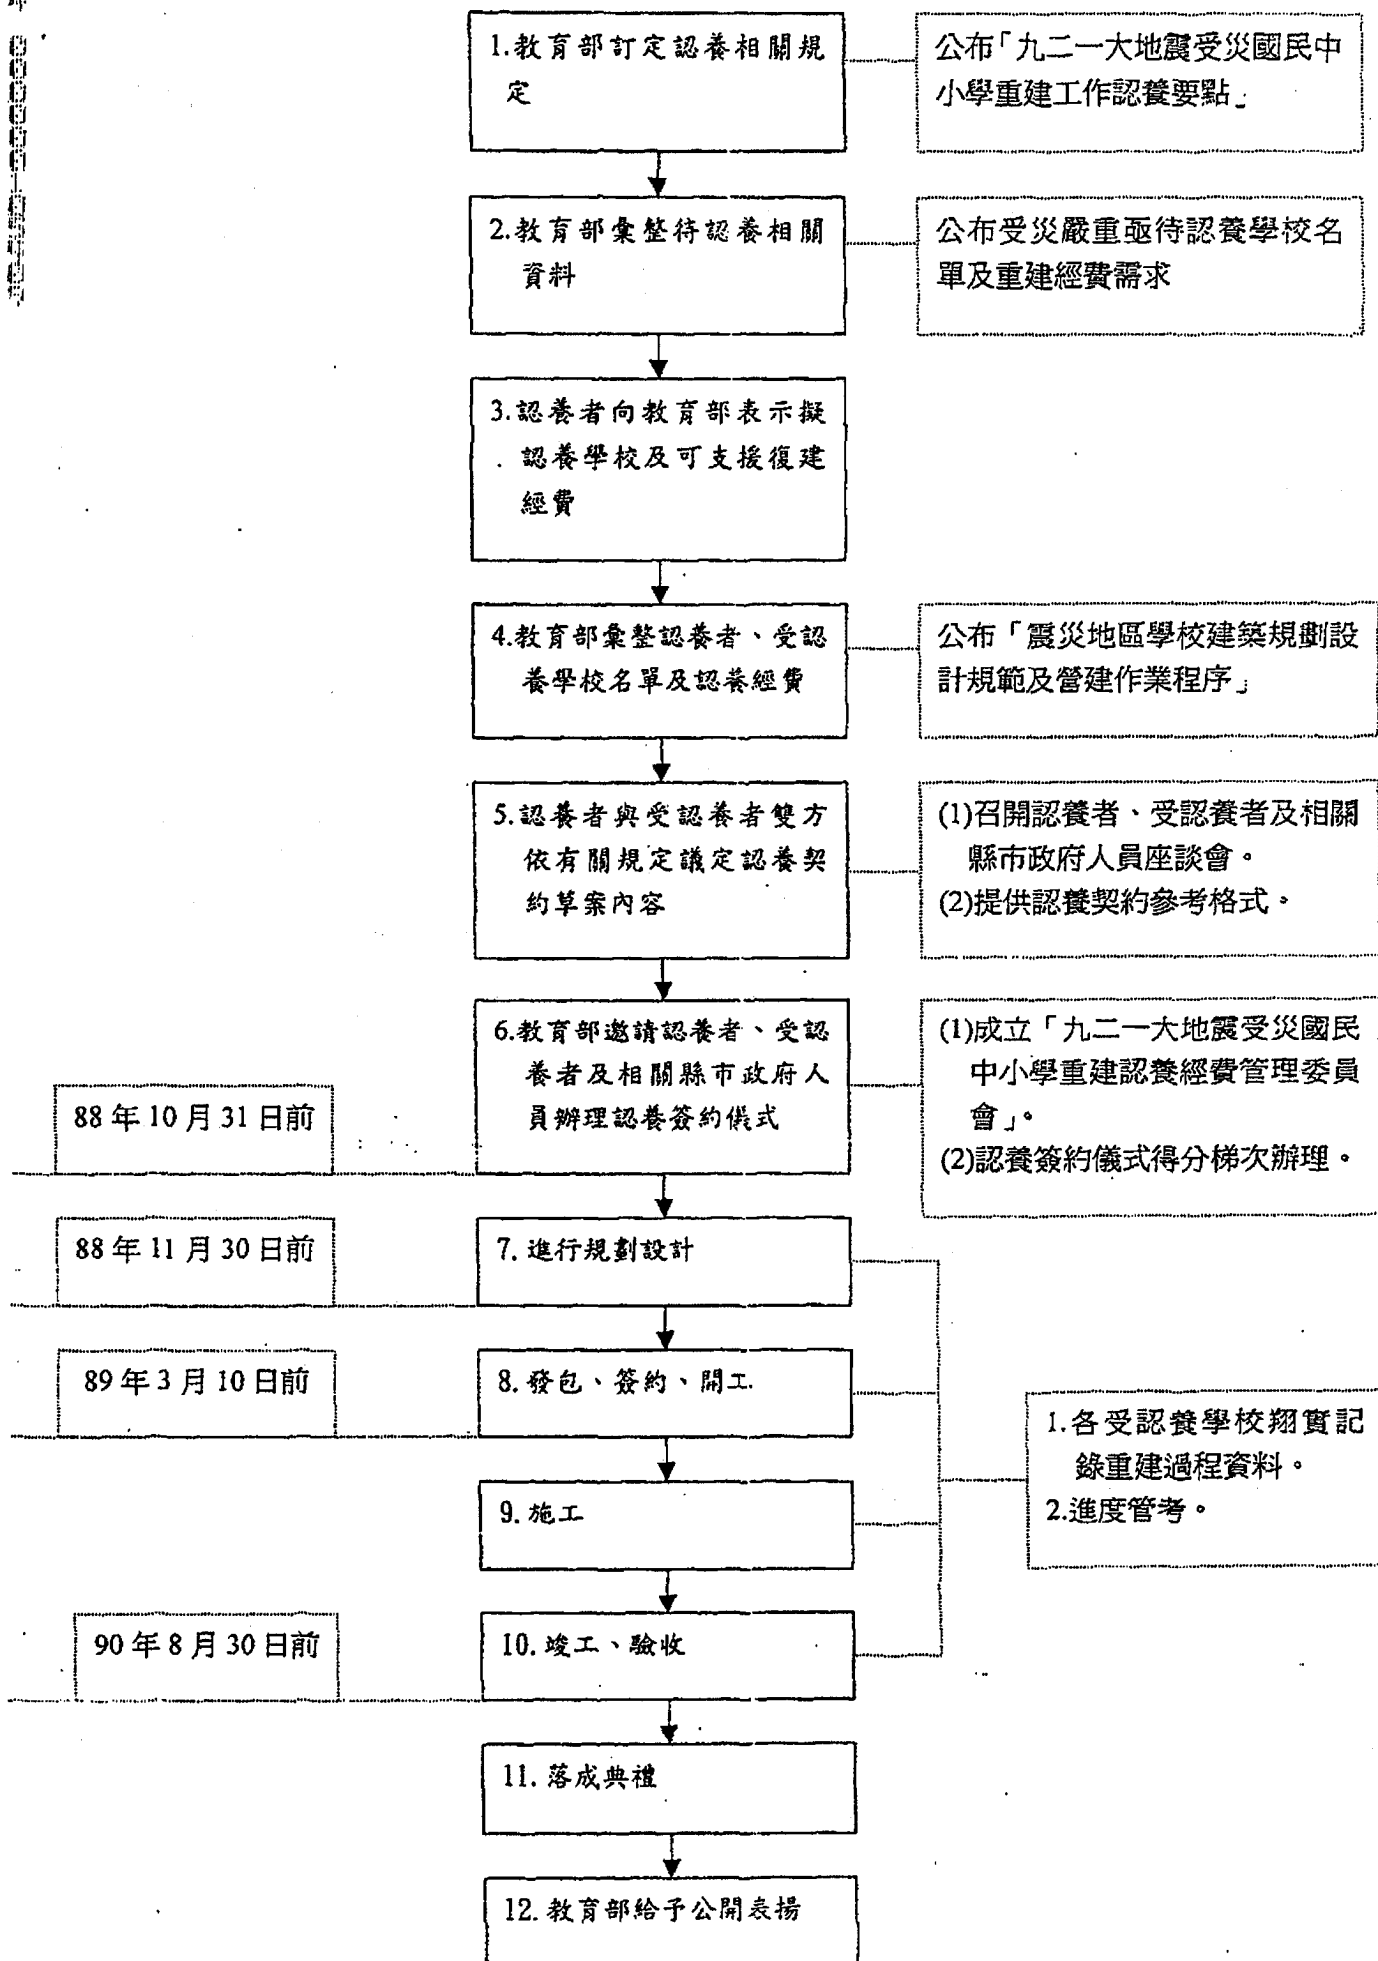 1.教育部訂定認養相關規
定
公布「九二一大地震受災國民中
小學重建工作認養要點」
2.教育部彙整待認養相關
資料
公布受災嚴重亟待認養學校名
單及重建經費需求
3.認養者向教育部表示擬
認養學校及可支援復建
經費
4.教育部彙整認養者、受認
養學校名單及認養經費
公布「震災地區學校建築規劃設
計規範及營建作業程序」
5.認養者與受認養者雙方
依有關規定議定認養契
約草案內容
(1)召開認養者、受認養者及相關
縣市政府人員座談會。
(2)提供認養契約參考格式。
6.教育部邀請認養者、受認
養者及相關縣市政府人
員辦理認養簽約儀式
(1)成立「九二一大地震受災國民
中小學重建認養經費管理委員
會」。
(2)認養簽約儀式得分梯次辦理。
88年10月31日前
88年11月30日前
7.進行規劃設計
89年3月10日前
8.發包、簽約、開工
1.各受認養學校翔實記
錄重建過程資料。
2.進度管考。
9.施工
90年8月30日前
10.竣工、驗收
11.落成典禮
12.教育部給予公開表揚